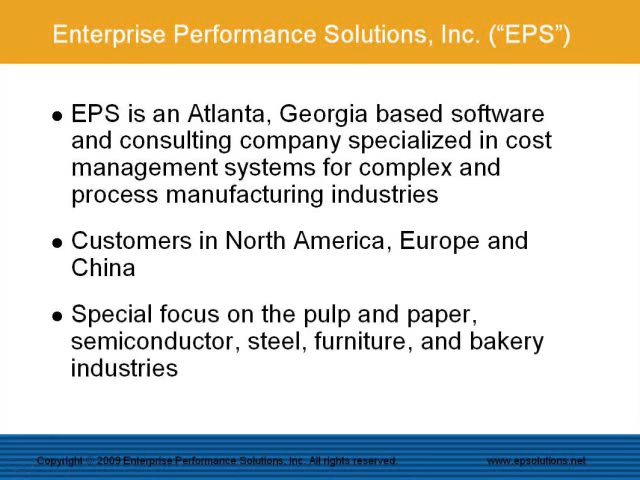 Enterprise Performance Solutions, Inc. (“EPS”)
● EPS is an Atlanta, Georgia based software
and consulting company specialized in cost
management systems for complex and
process manufacturing industries
● Customers in North America, Europe and
China
● Special focus on the pulp and paper,
semiconductor, steel, furniture, and bakery
industries
Copyright © 2009 Enterprise Performance Solutions, Inc. All rights reserved. www.epsolutions.net